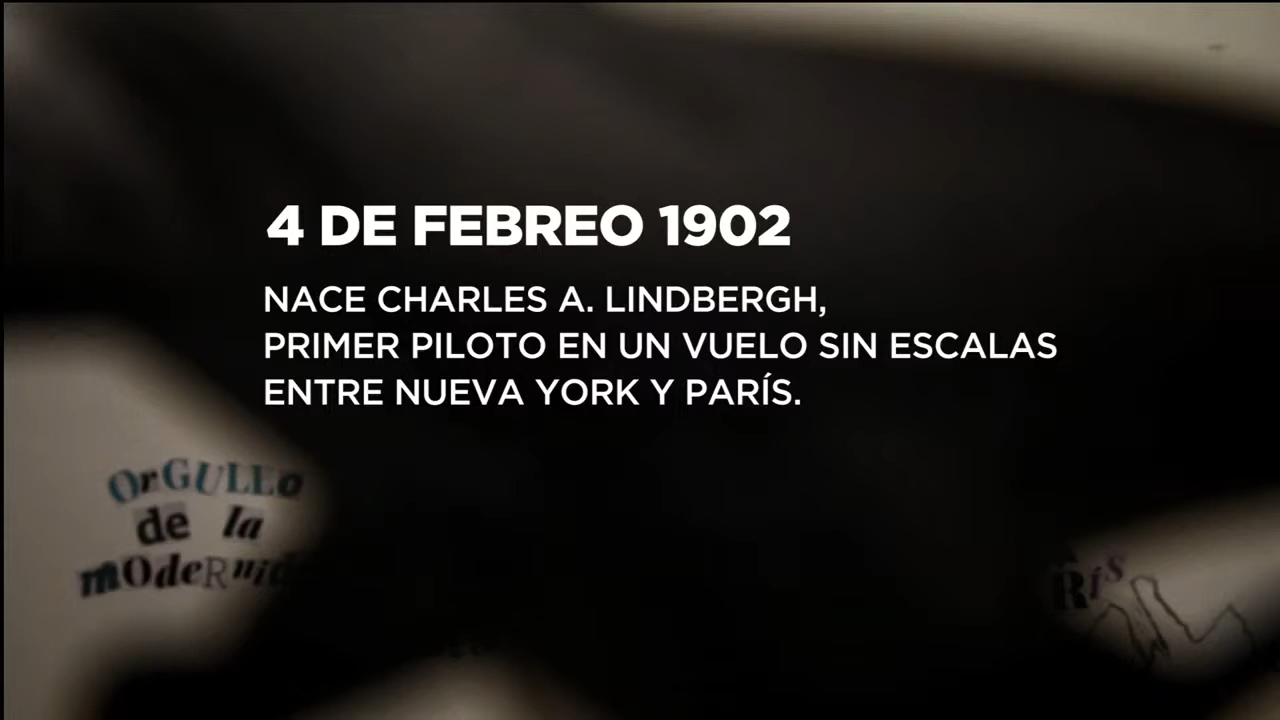 4 DE FEBREO 1902
NACE CHARLES A. LINDBERGH,
PRIMER PILOTO EN UN VUELO SIN ESCALAS
ENTRE NUEVA YORK Y PARÍS.
OrGULLo
de la